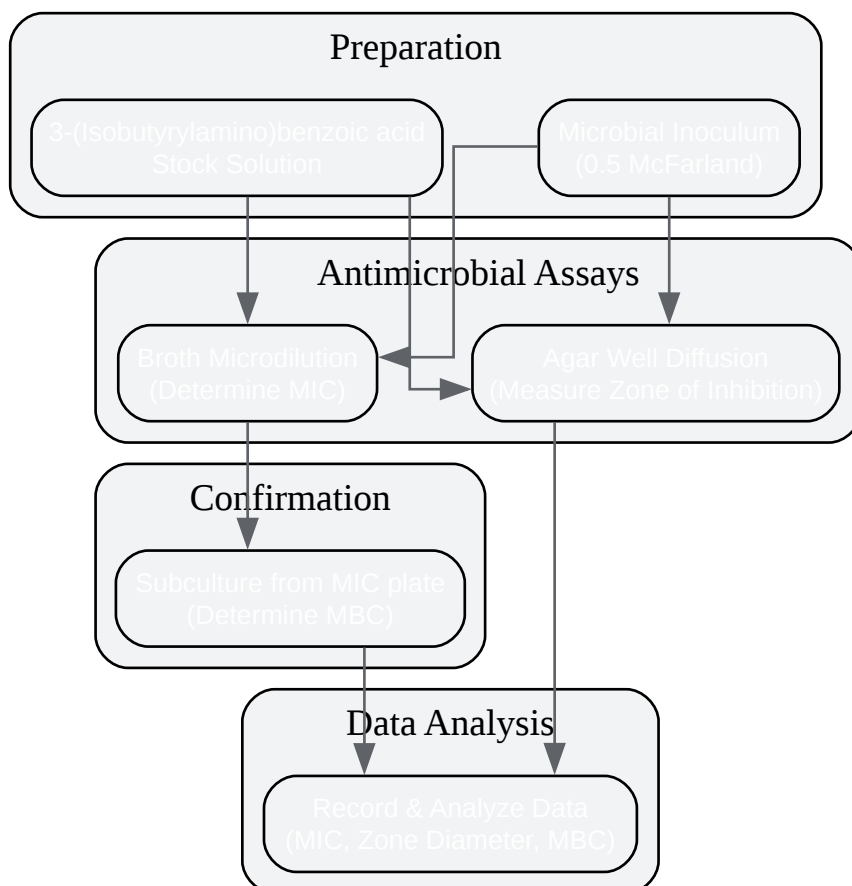 Preparation
3-(Isobutyrylamino)benzoic acid
Stock Solution
Microbial Inoculum
(0.5 McFarland)
Antimicrobial Assays
Broth Microdilution
(Determine MIC)
Agar Well Diffusion
(Measure Zone of Inhibition)
Confirmation
Subculture from MIC plate
(Determine MBC)
Data Analysis
Record & Analyze Data
(MIC, Zone Diameter, MBC)